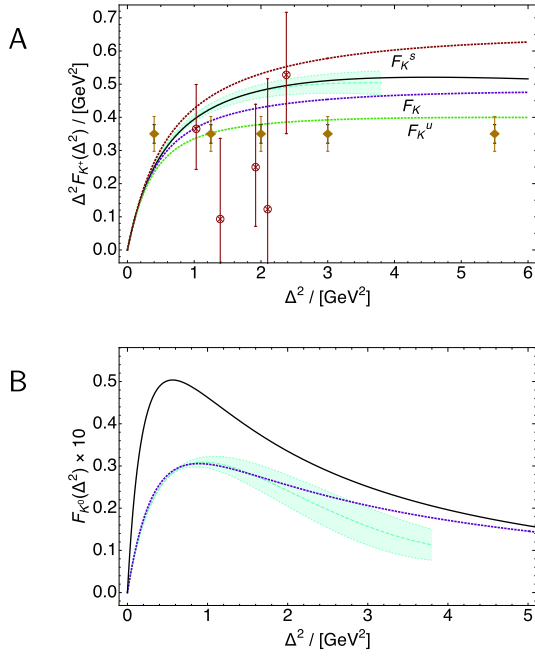 A
Δ²F_K⁺(Δ²) / [GeV²]
0.7
0.6
0.5
0.4
0.3
0.2
0.1
0.0
F_K^s
F_K
F_K^u
0 1 2 3 4 5 6
Δ² / [GeV²]
B
F_K⁰(Δ²) × 10
0.5
0.4
0.3
0.2
0.1
0.0
0 1 2 3 4 5
Δ² / [GeV²]